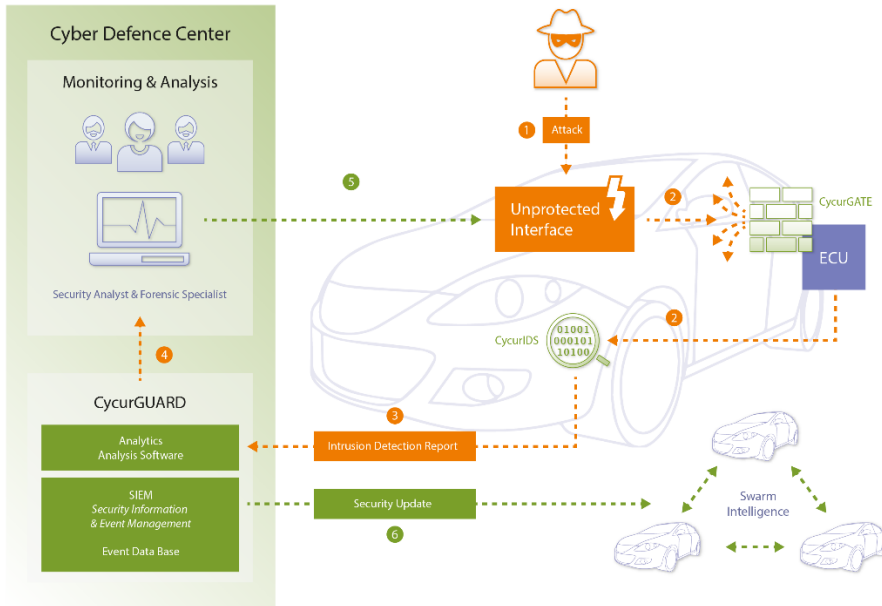 Cyber Defence Center
Monitoring & Analysis
Security Analyst & Forensic Specialist
4
CycurGUARD
Analytics
Analysis Software
SIEM
Security Information
& Event Management
Event Data Base
1
Attack
5
Unprotected
Interface
2
CycurGATE
ECU
2
CycurIDS
01001
000101
10100
3
Intrusion Detection Report
Security Update
6
Swarm
Intelligence